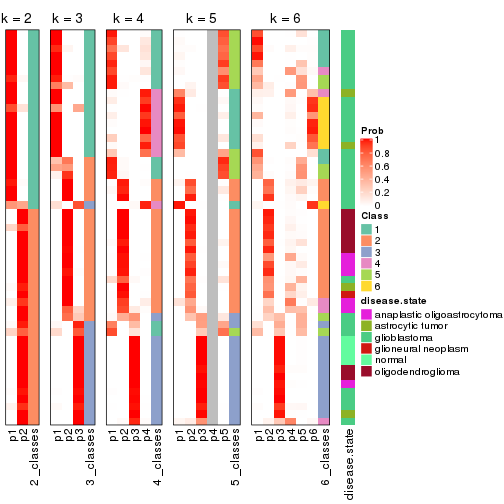 k = 2
k = 3
k = 4
k = 5
k = 6
p1
p2
2_classes
p1
p2
p3
3_classes
p1
p2
p3
p4
4_classes
p1
p2
p3
p4
p5
5_classes
p1
p2
p3
p4
p5
p6
6_classes
disease.state
Prob
1
0.8
0.6
0.4
0.2
0
Class
1
2
3
4
5
6
disease.state
anaplastic oligoastrocytoma
astrocytic tumor
glioblastoma
glioneural neoplasm
normal
oligodendroglioma